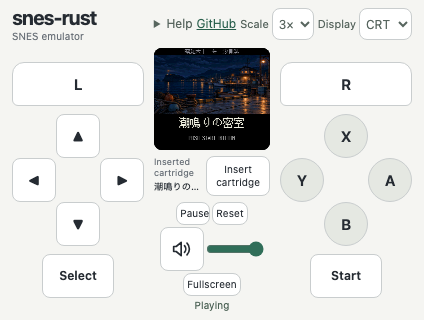 snes-rust
SNES emulator
▶ Help GitHub Scale 3× Display CRT
L
潮鳴りの密室
R
X
Y
A
B
Inserted cartridge
潮鳴りの…
Insert cartridge
Pause Reset
Fullscreen
Playing
Select
Start